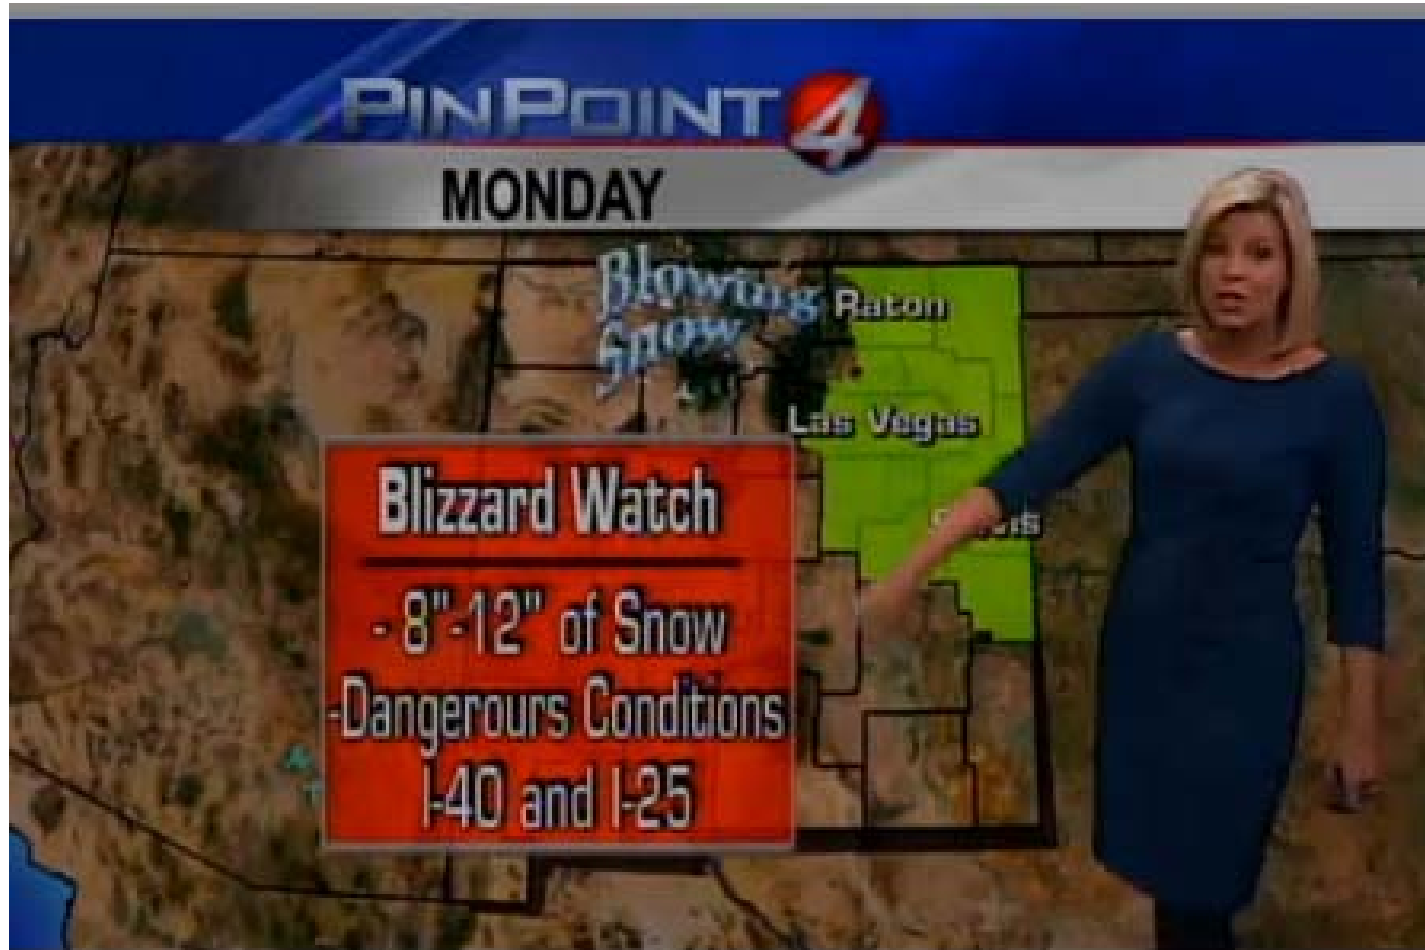 PINPOINT 4
MONDAY
Blowing
Snow
Raton
Las Vegas
Blizzard Watch
- 8"-12" of Snow
-Dangerours Conditions
I-40 and I-25